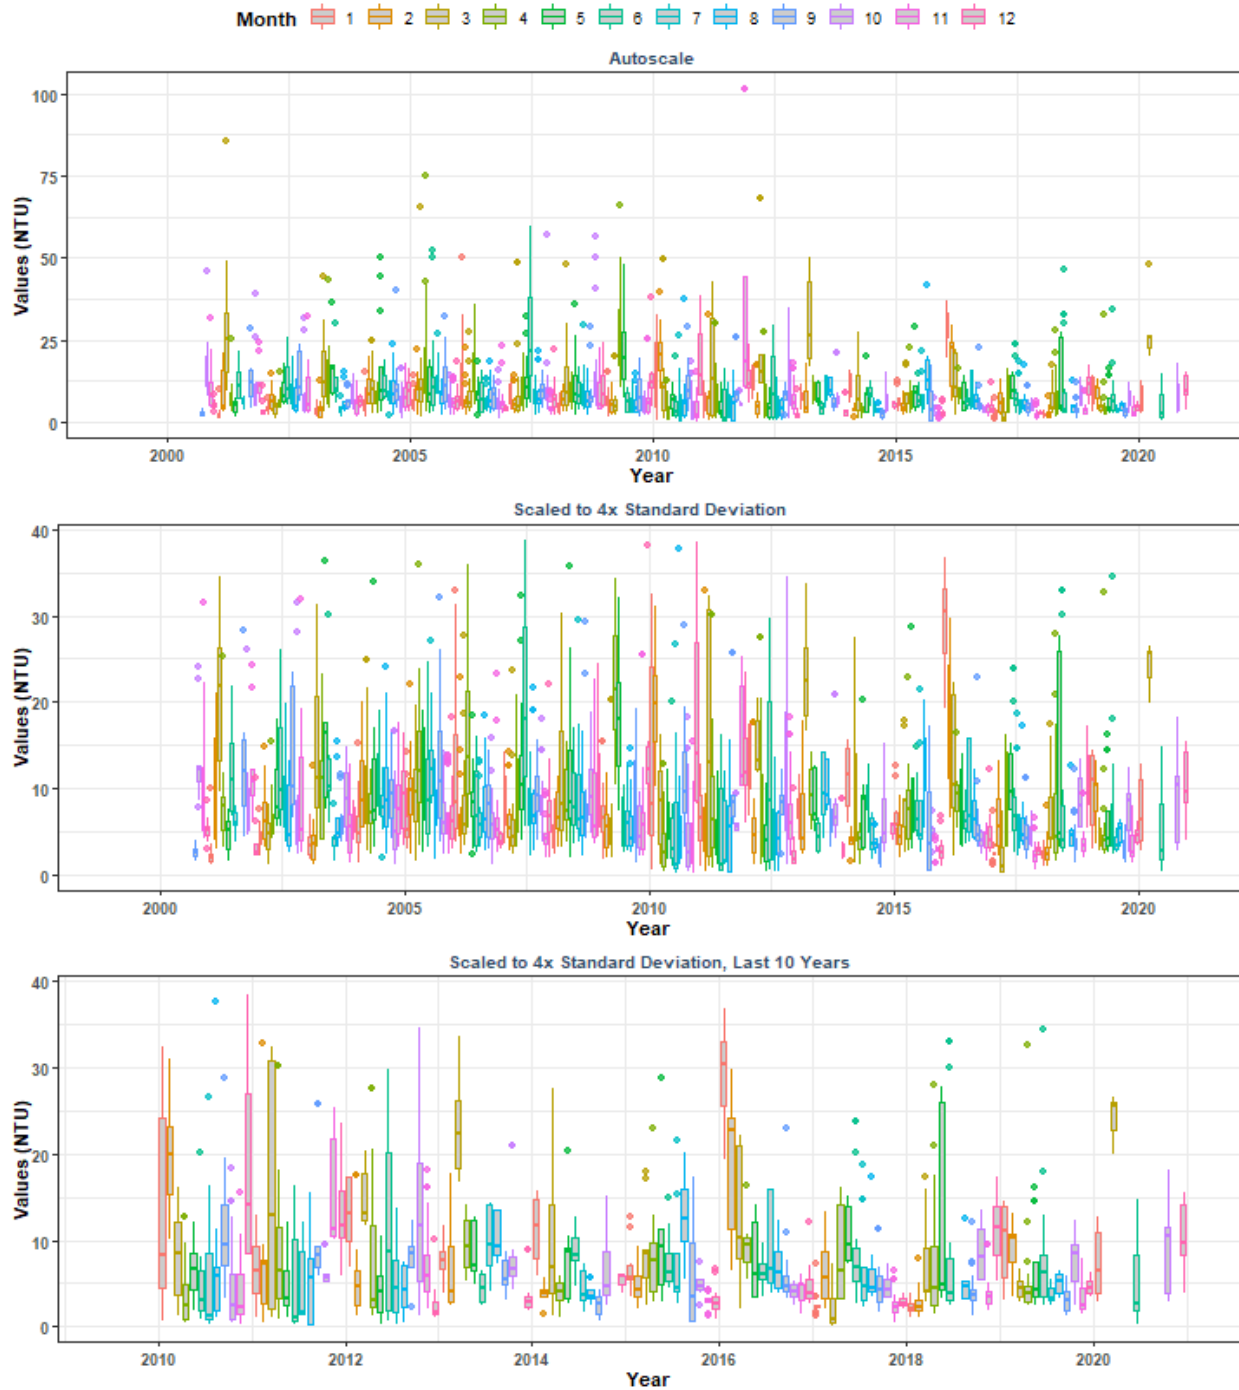 Month 1 2 3 4 5 6 7 8 9 10 11 12
Autoscale
100
75
50
25
0
Values (NTU)
2000 2005 2010 2015 2020
Year
Scaled to 4x Standard Deviation
40
30
20
10
0
Values (NTU)
2000 2005 2010 2015 2020
Year
Scaled to 4x Standard Deviation, Last 10 Years
40
30
20
10
0
Values (NTU)
2010 2012 2014 2016 2018 2020
Year